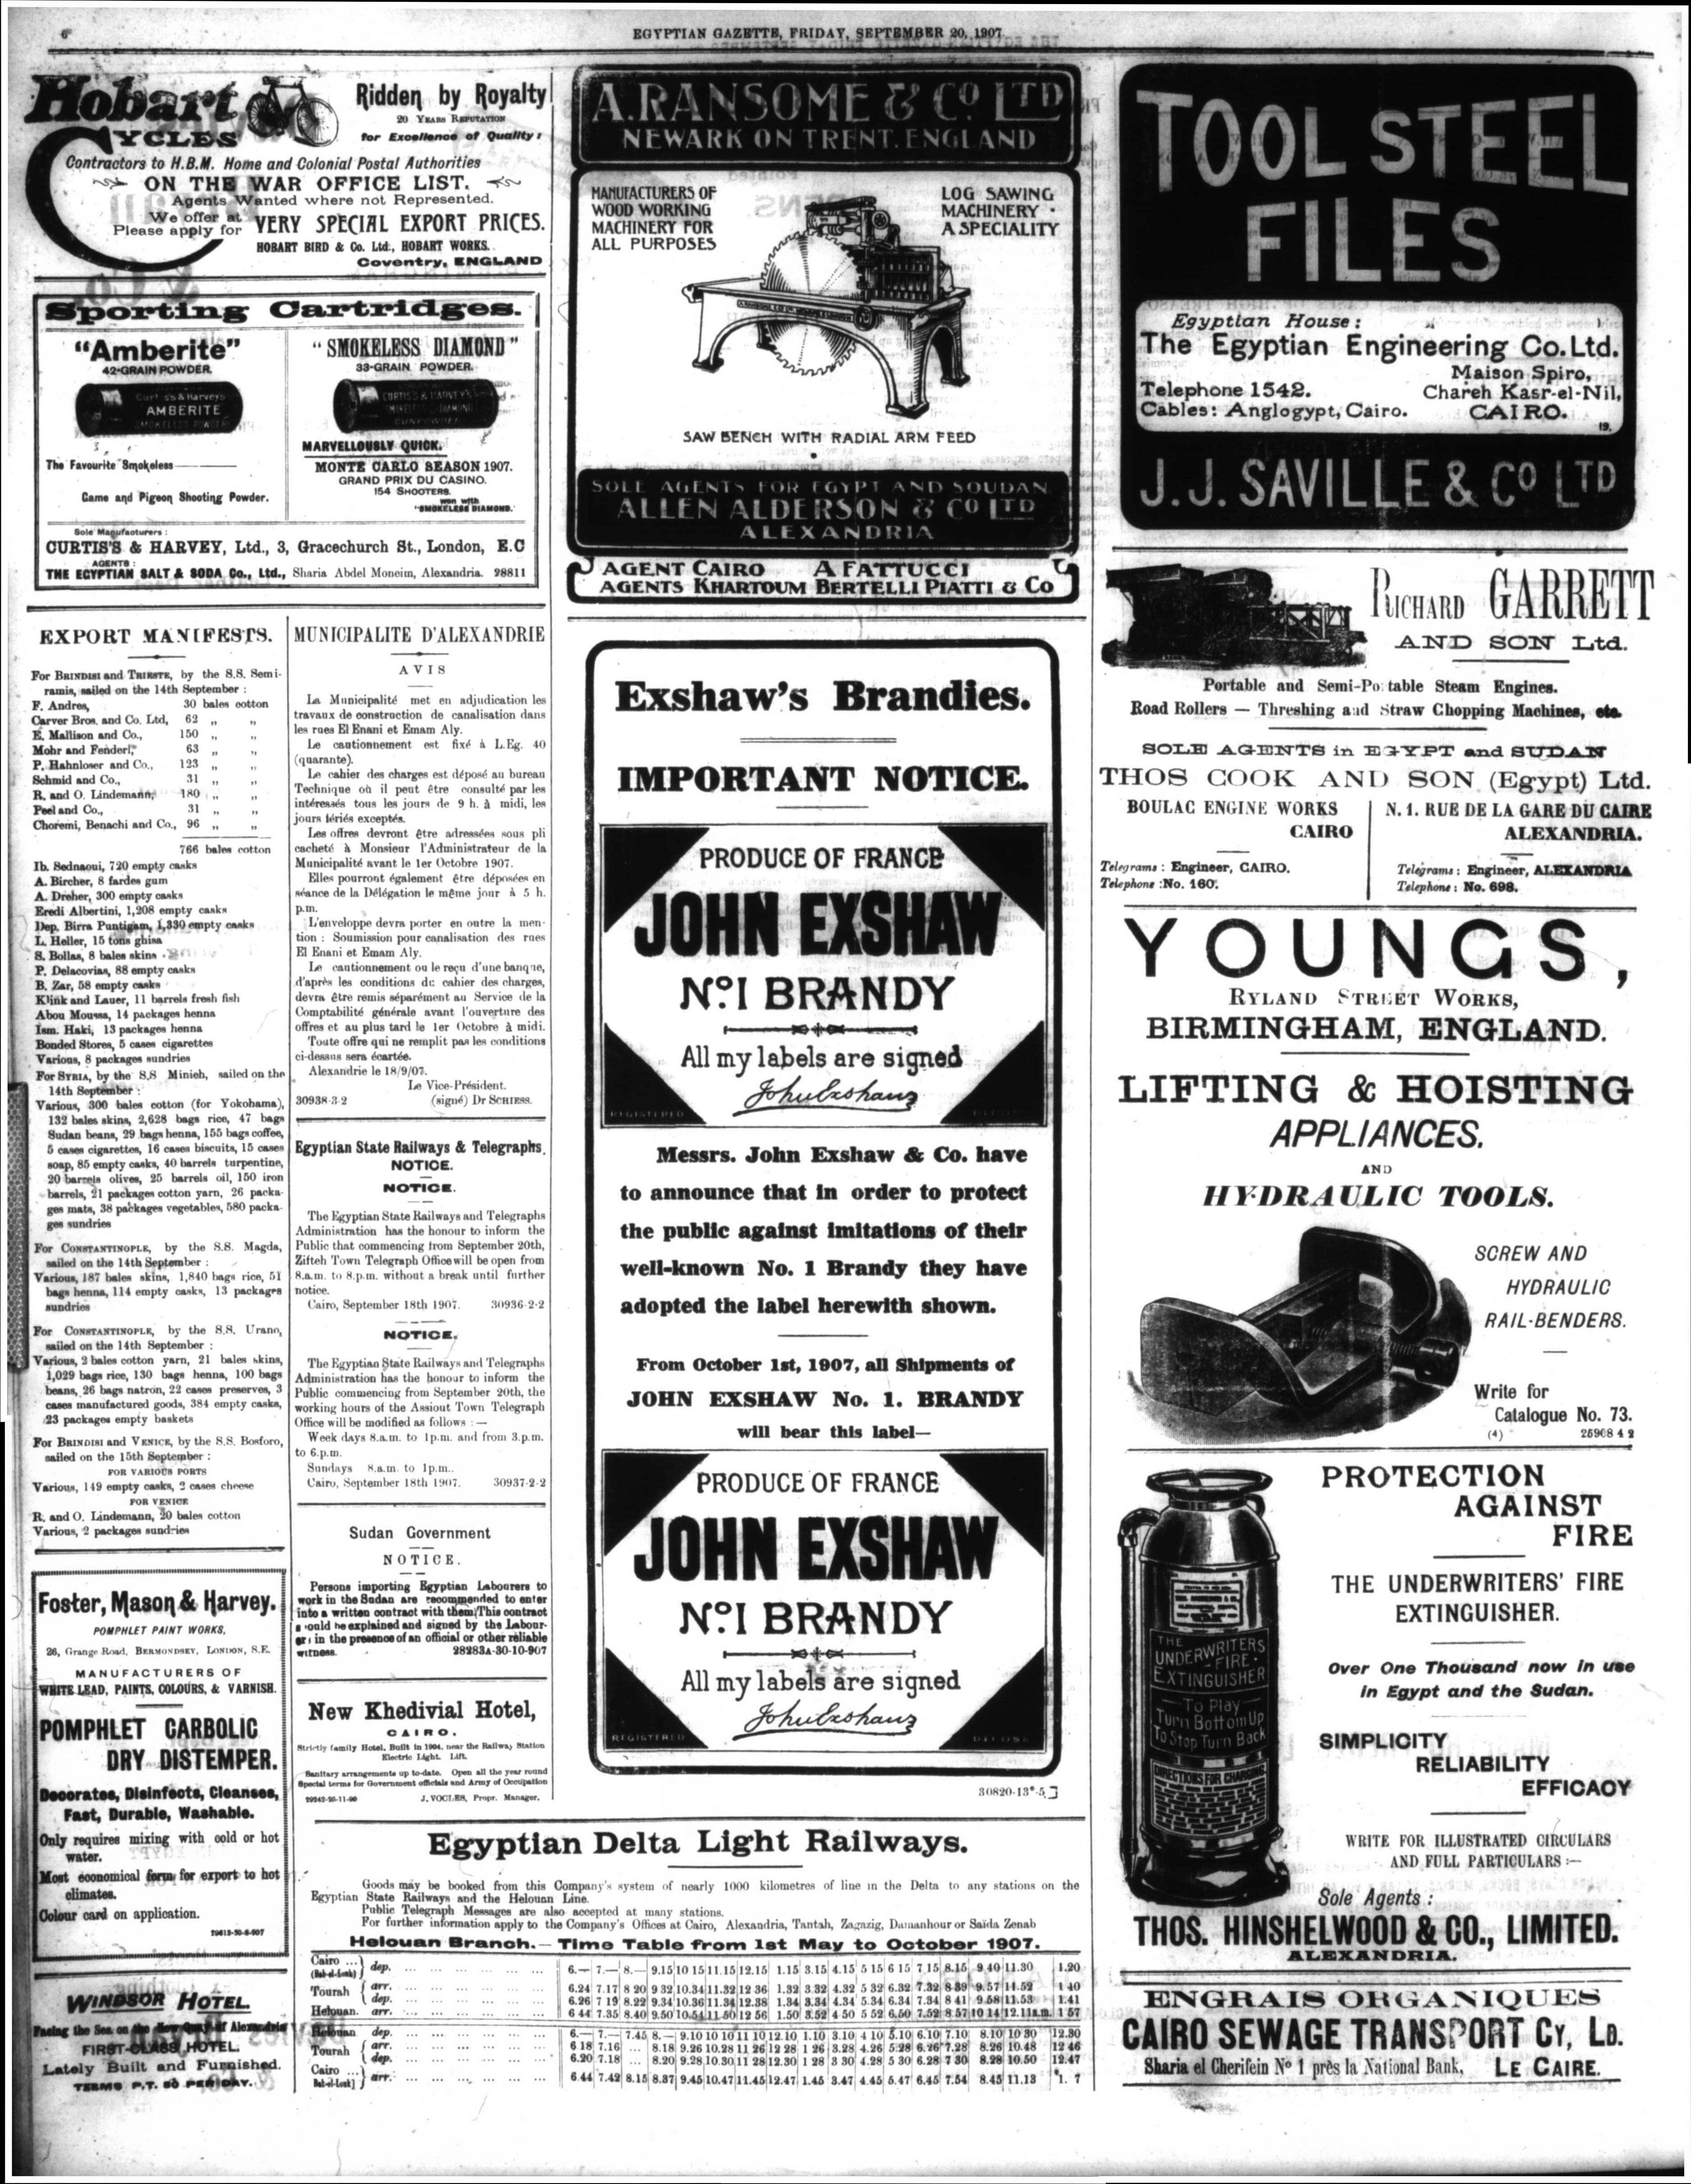 6
EGYPTIAN GAZETTE, FRIDAY, SEPTEMBER 20, 1907
Hobart
CYCLES
Ridden by Royalty
20 YEARS REPUTATION
for Excellence of Quality:
Contractors to H.B.M. Home and Colonial Postal Authorities
ON THE WAR OFFICE LIST.
Agents Wanted where not Represented.
We offer at
Please apply for
VERY SPECIAL EXPORT PRICES.
HOBART BIRD & Co. Ltd., HOBART WORKS.
Coventry, ENGLAND
Sporting Cartridges.
"Amberite"
42-GRAIN POWDER.
Curtiss & Harveys
AMBERITE
SMOKELESS POWDER
The Favourite Smokeless
Game and Pigeon Shooting Powder.
"SMOKELESS DIAMOND"
33-GRAIN POWDER.
CURTISS & HARVEY'S
SMOKELESS DIAMOND
GUNPOWDER
MARVELLOUSLY QUICK.
MONTE CARLO SEASON 1907.
GRAND PRIX DU CASINO.
154 SHOOTERS.
won with
"SMOKELESS DIAMOND."
Sole Manufacturers:
CURTIS'S & HARVEY, Ltd., 3, Gracechurch St., London, E.C
AGENTS:
THE EGYPTIAN SALT & SODA Co., Ltd., Sharia Abdel Moneim, Alexandria. 28811
EXPORT MANIFESTS.
For BRINDISI and TRIESTE, by the S.S. Semi-
ramis, sailed on the 14th September:
F. Andres, 30 bales cotton
Carver Bros. and Co. Ltd, 62 " "
E. Mallison and Co., 150 " "
Mohr and Fenderl, 63 " "
P. Hahnloser and Co., 123 " "
Schmid and Co., 31 " "
R. and O. Lindemann, 180 " "
Peel and Co., 31 " "
Choremi, Benachi and Co., 96 " "
766 bales cotton
Ib. Sednaoui, 720 empty casks
A. Bircher, 8 fardes gum
A. Dreher, 300 empty casks
Eredi Albertini, 1,208 empty casks
Dep. Birra Puntigam, 1,330 empty casks
L. Heller, 15 tons ghisa
S. Bollas, 8 bales skins
P. Delacovias, 88 empty casks
B. Zar, 58 empty casks
Klink and Lauer, 11 barrels fresh fish
Abou Moussa, 14 packages henna
Ism. Haki, 13 packages henna
Bonded Stores, 5 cases cigarettes
Various, 8 packages sundries
For SYRIA, by the S.S Minieh, sailed on the
14th September:
Various, 300 bales cotton (for Yokohama),
132 bales skins, 2,628 bags rice, 47 bags
Sudan beans, 29 bags henna, 155 bags coffee,
5 cases cigarettes, 16 cases biscuits, 15 cases
soap, 85 empty casks, 40 barrels turpentine,
20 barrels olives, 25 barrels oil, 150 iron
barrels, 21 packages cotton yarn, 26 packa-
ges mats, 38 packages vegetables, 580 packa-
ges sundries
For CONSTANTINOPLE, by the S.S. Magda,
sailed on the 14th September:
Various, 187 bales skins, 1,840 bags rice, 51
bags henna, 114 empty casks, 13 packages
sundries
For CONSTANTINOPLE, by the S.S. Urano,
sailed on the 14th September:
Various, 2 bales cotton yarn, 21 bales skins,
1,029 bags rice, 130 bags henna, 100 bags
beans, 26 bags natron, 22 cases preserves, 3
cases manufactured goods, 384 empty casks,
23 packages empty baskets
For BRINDISI and VENICE, by the S.S. Bosforo,
sailed on the 15th September:
FOR VARIOUS PORTS
Various, 149 empty casks, 2 cases cheese
FOR VENICE
R. and O. Lindemann, 20 bales cotton
Various, 2 packages sundries
Foster, Mason & Harvey.
POMPHLET PAINT WORKS,
26, Grange Road, BERMONDSEY, LONDON, S.E.
MANUFACTURERS OF
WHITE LEAD, PAINTS, COLOURS, & VARNISH.
POMPHLET CARBOLIC
DRY DISTEMPER.
Decorates, Disinfects, Cleanses,
Fast, Durable, Washable.
Only requires mixing with cold or hot
water.
Most economical form for export to hot
climates.
Colour card on application.
WINDSOR HOTEL
Facing the Sea on the New Quay of Alexandria
FIRST-CLASS HOTEL.
Lately Built and Furnished.
TERMS P.T. 50 PER DAY.
MUNICIPALITE D'ALEXANDRIE
AVIS
La Municipalité met en adjudication les
travaux de construction de canalisation dans
les rues El Enani et Emam Aly.
Le cautionnement est fixé à L.Eg. 40
(quarante).
Le cahier des charges est déposé au bureau
Technique où il peut être consulté par les
intéressés tous les jours de 9 h. à midi, les
jours fériés exceptés.
Les offres devront être adressées sous pli
cacheté à Monsieur l'Administrateur de la
Municipalité avant le 1er Octobre 1907.
Elles pourront également être déposées en
séance de la Délégation le même jour à 5 h.
p.m.
L'enveloppe devra porter en outre la men-
tion : Soumission pour canalisation des rues
El Enani et Emam Aly.
Le cautionnement ou le reçu d'une banque,
d'après les conditions du cahier des charges,
devra être remis séparément au Service de la
Comptabilité générale avant l'ouverture des
offres et au plus tard le 1er Octobre à midi.
Toute offre qui ne remplit pas les conditions
ci-dessus sera écartée.
Alexandrie le 18/9/07.
Le Vice-Président.
30938-3-2 (signé) Dr SCHIESS.
Egyptian State Railways & Telegraphs.
NOTICE.
NOTICE.
The Egyptian State Railways and Telegraphs
Administration has the honour to inform the
Public that commencing from September 20th,
Zifteh Town Telegraph Office will be open from
8.a.m. to 8.p.m. without a break until further
notice.
Cairo, September 18th 1907. 30936-2-2
NOTICE.
The Egyptian State Railways and Telegraphs
Administration has the honour to inform the
Public commencing from September 20th, the
working hours of the Assiout Town Telegraph
Office will be modified as follows :—
Week days 8.a.m. to 1p.m. and from 3.p.m.
to 6.p.m.
Sundays 8.a.m. to 1p.m..
Cairo, September 18th 1907. 30937-2-2
Sudan Government
NOTICE.
Persons importing Egyptian Labourers to
work in the Sudan are recommended to enter
into a written contract with them. This contract
should be explained and signed by the Labour-
ers in the presence of an official or other reliable
witness. 28283A-30-10-907
New Khedivial Hotel,
CAIRO.
Strictly family Hotel. Built in 1904, near the Railway Station
Electric Light. Lift.
Sanitary arrangements up to-date. Open all the year round
Special terms for Government officials and Army of Occupation
J. VOGLER, Propr. Manager.
A. RANSOME & CO LTD
NEWARK ON TRENT. ENGLAND
MANUFACTURERS OF
WOOD WORKING
MACHINERY FOR
ALL PURPOSES
LOG SAWING
MACHINERY
A SPECIALITY
SAW BENCH WITH RADIAL ARM FEED
SOLE AGENTS FOR EGYPT AND SOUDAN
ALLEN ALDERSON & CO LTD
ALEXANDRIA
AGENT CAIRO A FATTUCCI
AGENTS KHARTOUM BERTELLI PIATTI & CO
Exshaw's Brandies.
IMPORTANT NOTICE.
PRODUCE OF FRANCE
JOHN EXSHAW
No. 1 BRANDY
All my labels are signed
John Exshaw
REGISTERED
Messrs. John Exshaw & Co. have
to announce that in order to protect
the public against imitations of their
well-known No. 1 Brandy they have
adopted the label herewith shown.
From October 1st, 1907, all Shipments of
JOHN EXSHAW No. 1. BRANDY
will bear this label—
PRODUCE OF FRANCE
JOHN EXSHAW
No. 1 BRANDY
All my labels are signed
John Exshaw
REGISTERED
30820-13*-5
Egyptian Delta Light Railways.
Goods may be booked from this Company's system of nearly 1000 kilometres of line in the Delta to any stations on the
Egyptian State Railways and the Helouan Line.
Public Telegraph Messages are also accepted at many stations.
For further information apply to the Company's Offices at Cairo, Alexandria, Tantah, Zagazig, Damanhour or Saida Zenab
Helouan Branch.— Time Table from 1st May to October 1907.
Cairo ... (Bab-el-Louk) dep. 6.— 7.— 8.— 9.15 10 15 11.15 12.15 1.15 3.15 4.15 5 15 6 15 7 15 8.15 9 40 11.30 1.20
Tourah arr. 6.24 7.17 8 20 9 32 10.34 11.32 12 36 1.32 3.32 4.32 5 32 6.32 7.32 8 39 9.57 11.52 1 40
dep. 6.26 7 19 8.22 9.34 10.36 11.34 12.38 1.34 3.34 4.34 5.34 6.34 7.34 8 41 9.58 11.53 1.41
Helouan. arr. 6 44 7.35 8.40 9.50 10.51 11.50 12 56 1.50 3.52 4 50 5 52 6.50 7.52 8 57 10 14 12.11a.m. 1 57
Helouan dep. 6.— 7.— 7.45 8.— 9.10 10 10 11 10 12.10 1.10 3.10 4 10 5.10 6.10 7.10 8.10 10 30 12.30
Tourah arr. 6 18 7.16 ... 8.18 9.26 10.28 11 26 12 28 1 26 3.28 4.26 5.28 6.26 7.28 8.26 10.48 12 46
dep. 6.20 7.18 ... 8.20 9.28 10.30 11 28 12.30 1 28 3 30 4.28 5 30 6.28 7 30 8.28 10.50 12.47
Cairo ... Bab-el-Louk] arr. 6.44 7.42 8.15 8.37 9.45 10.47 11.45 12.47 1.45 3.47 4.45 5.47 6.45 7.54 8.45 11.13 *1. 7
TOOL STEEL
FILES
Egyptian House:
The Egyptian Engineering Co. Ltd.
Maison Spiro,
Telephone 1542. Chareh Kasr-el-Nil,
Cables: Anglogypt, Cairo. CAIRO.
19.
J.J. SAVILLE & CO LTD
RICHARD GARRETT
AND SON Ltd.
Portable and Semi-Portable Steam Engines.
Road Rollers — Threshing and Straw Chopping Machines, etc.
SOLE AGENTS in EGYPT and SUDAN
THOS COOK AND SON (Egypt) Ltd.
BOULAC ENGINE WORKS
CAIRO
Telegrams: Engineer, CAIRO.
Telephone: No. 160.
N. 1. RUE DE LA GARE DU CAIRE
ALEXANDRIA.
Telegrams: Engineer, ALEXANDRIA
Telephone: No. 698.
YOUNGS,
RYLAND STREET WORKS,
BIRMINGHAM, ENGLAND.
LIFTING & HOISTING
APPLIANCES.
AND
HYDRAULIC TOOLS.
SCREW AND
HYDRAULIC
RAIL-BENDERS.
Write for
Catalogue No. 73.
(4) 25908 4 2
PROTECTION
AGAINST
FIRE
THE UNDERWRITERS' FIRE
EXTINGUISHER.
Over One Thousand now in use
in Egypt and the Sudan.
SIMPLICITY
RELIABILITY
EFFICACY
WRITE FOR ILLUSTRATED CIRCULARS
AND FULL PARTICULARS :—
THE
UNDERWRITERS
FIRE
EXTINGUISHER
To Play
Turn Bottom Up
To Stop Turn Back
DIRECTIONS FOR CHARGING
Sole Agents:
THOS. HINSHELWOOD & CO., LIMITED.
ALEXANDRIA.
ENGRAIS ORGANIQUES
CAIRO SEWAGE TRANSPORT CY, LD.
Sharia el Cherifein No 1 près la National Bank, LE CAIRE.